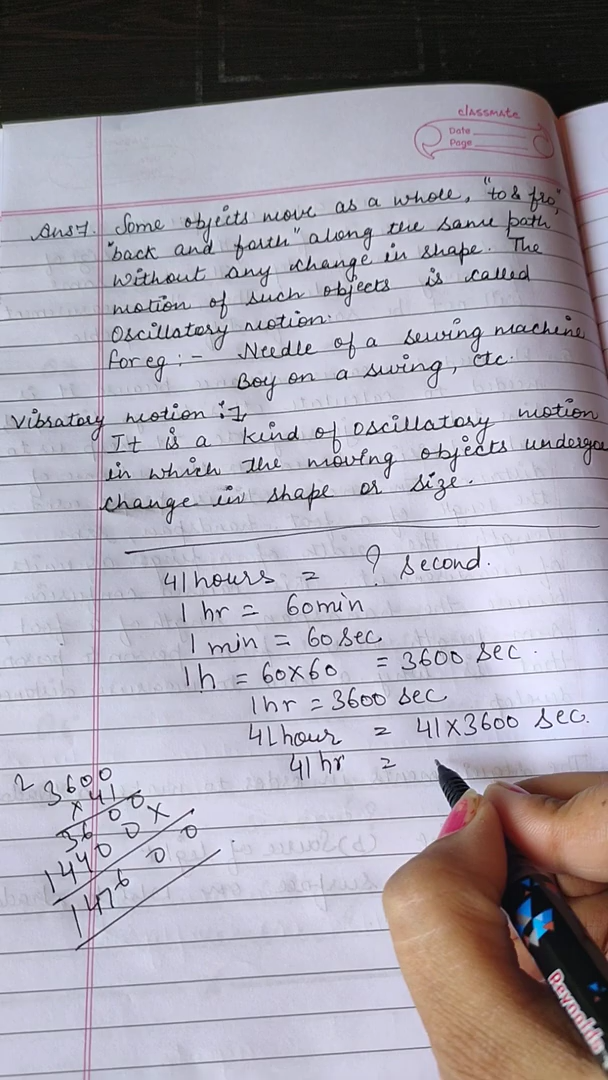 classmate
Date
Page
Ans7. Some objects move as a whole, "to & fro,
"back and forth" along the same path
without any change in shape. The
motion of such objects is called
Oscillatory motion.
for eg :- Needle of a sewing machine
Boy on a swing, etc.
Vibratory motion :→
It is a kind of oscillatory motion
in which the moving objects undergo
change in shape or size.
41 hours = ? second.
1 hr = 60 min
1 min = 60 sec
1h = 60×60 = 3600 sec.
1 hr = 3600 sec
41 hour = 41×3600 sec.
41 hr =
2
3600
×41
3600
14400×
147600
Reynolds